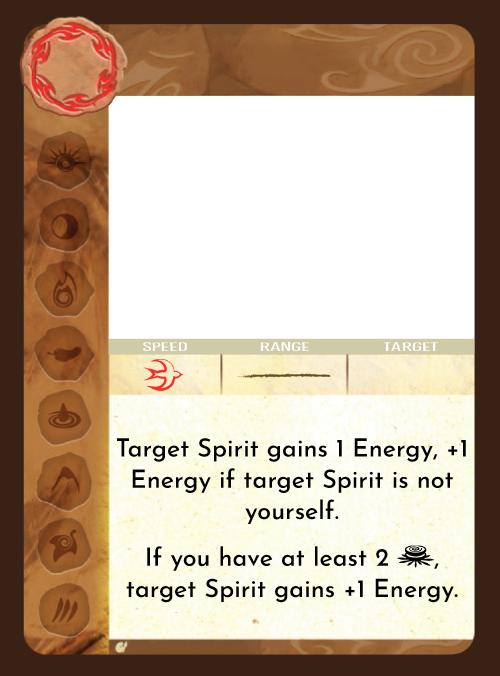 SPEED RANGE TARGET
Target Spirit gains 1 Energy, +1
Energy if target Spirit is not
yourself.
If you have at least 2 ,
target Spirit gains +1 Energy.